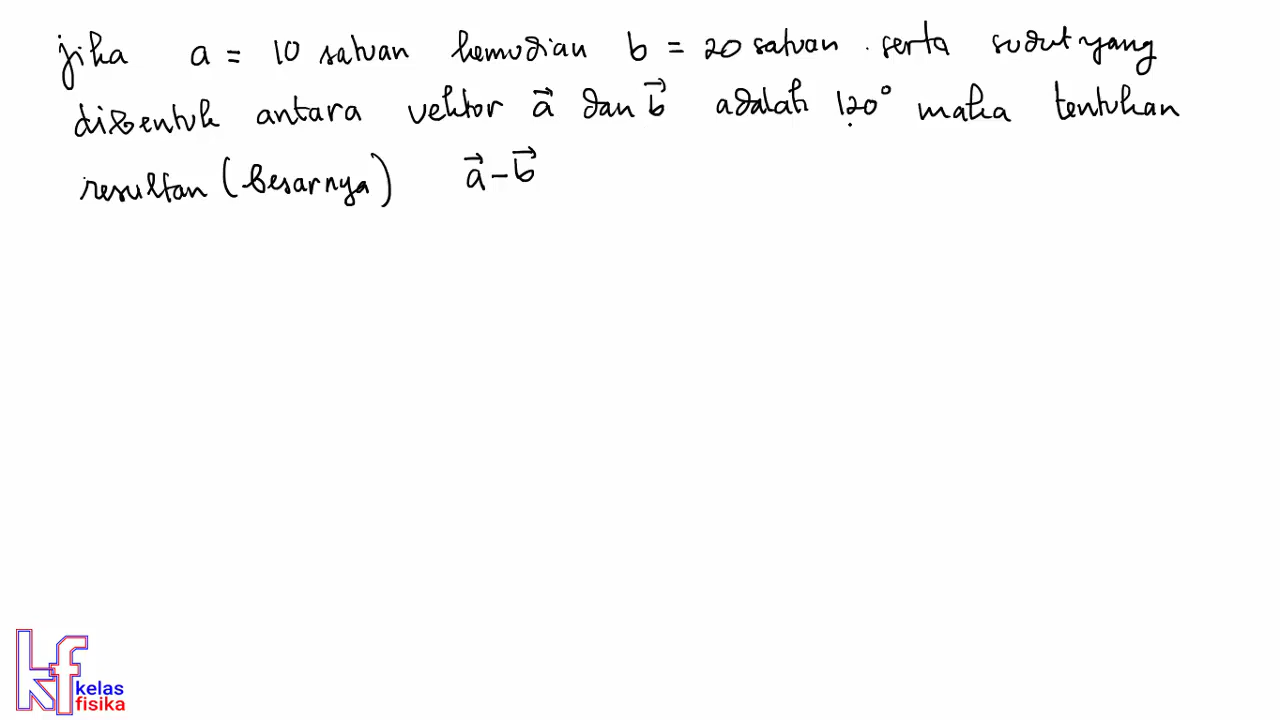 jika a = 10 satuan kemudian b = 20 satuan . serta sudut yang
dibentuk antara vektor a⃗ dan b⃗ adalah 120° maka tentukan
resultan (besarnya) a⃗ - b⃗
kf kelas
fisika